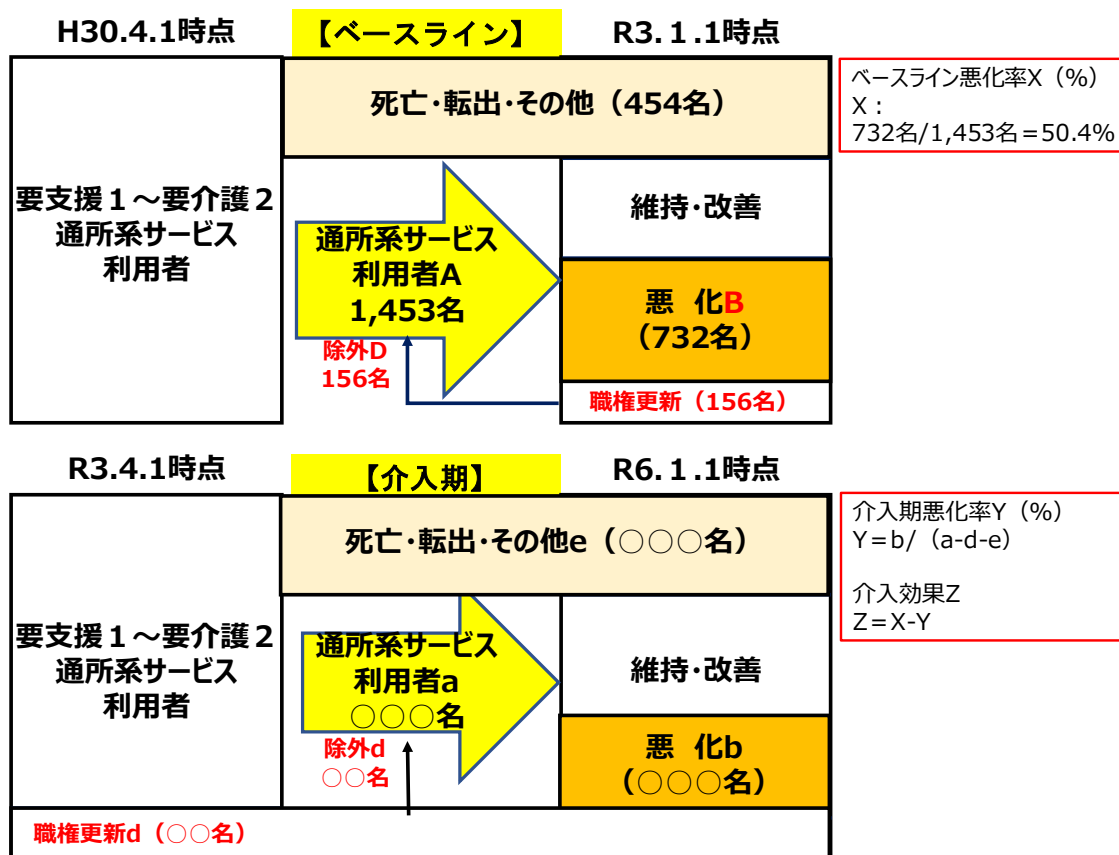 H30.4.1時点
【ベースライン】
R3.1.1時点
死亡・転出・その他（454名）
ベースライン悪化率X（%）
X：
732名/1,453名＝50.4%
要支援１～要介護２
通所系サービス
利用者
通所系サービス
利用者A
1,453名
除外D
156名
維持・改善
悪 化B
（732名）
職権更新（156名）
R3.4.1時点
【介入期】
R6.1.1時点
死亡・転出・その他e（○○○名）
介入期悪化率Y（%）
Y＝b/（a-d-e）
介入効果Z
Z＝X-Y
要支援１～要介護２
通所系サービス
利用者
通所系サービス
利用者a
○○○名
除外d
○○名
維持・改善
悪 化b
（○○○名）
職権更新d（○○名）